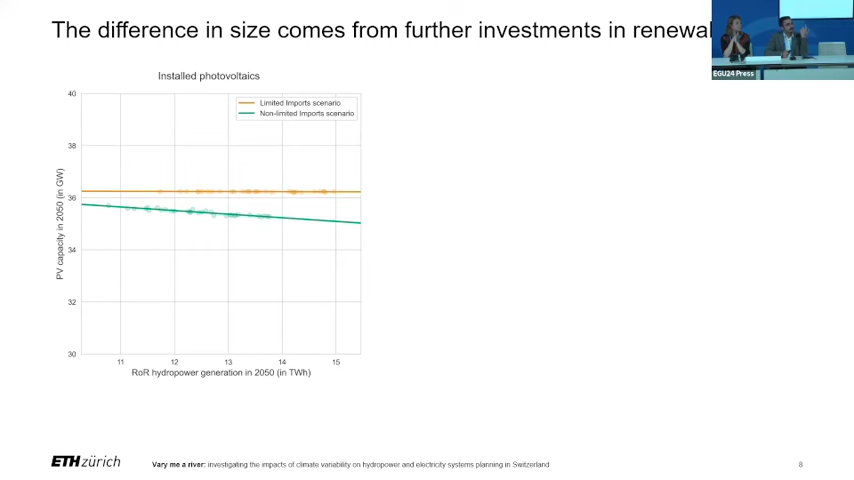 The difference in size comes from further investments in
EGU24 Press
Installed photovoltaics
40
38
36
34
32
30
PV capacity in 2050 (in GW)
Limited Imports scenario
Non-limited Imports scenario
11 12 13 14 15
RoR hydropower generation in 2050 (in TWh)
ETH zürich
Vary me a river: investigating the impacts of climate variability on hydropower and electricity systems planning in Switzerland
8